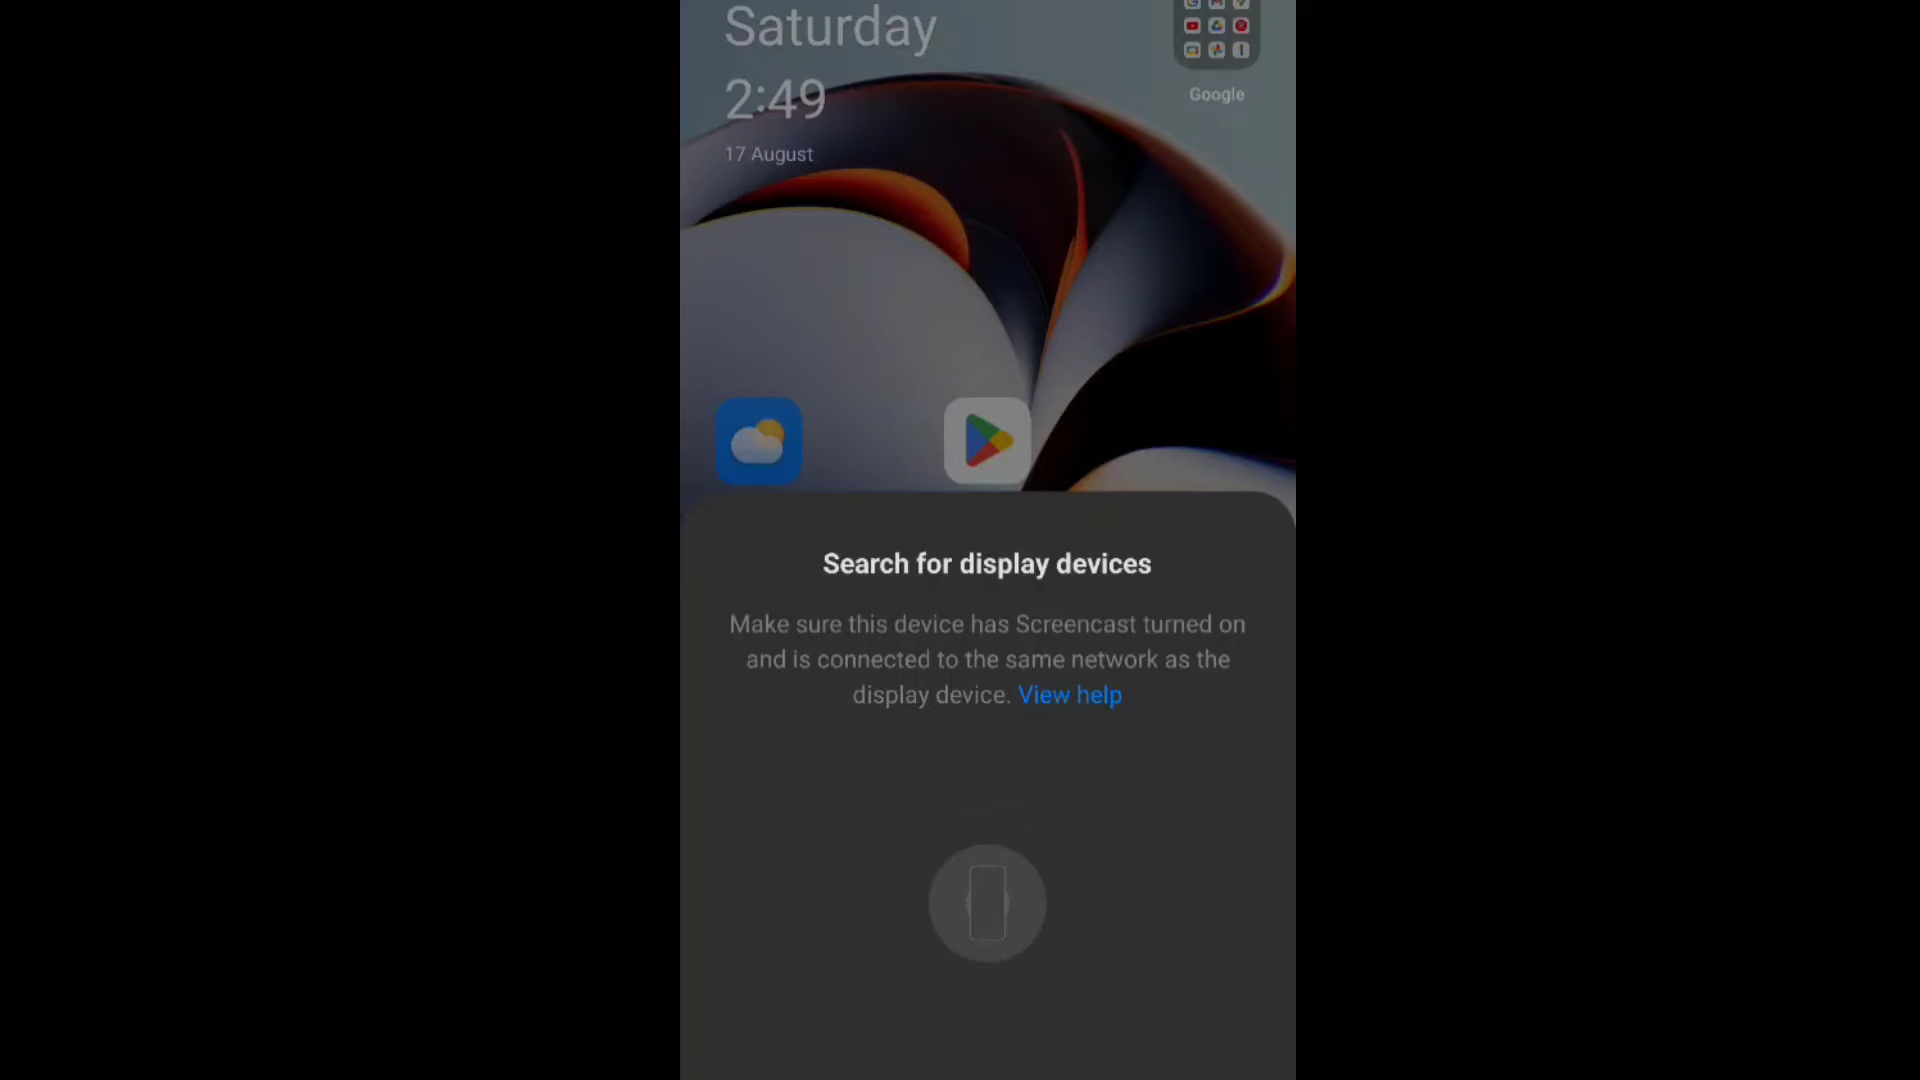 Saturday
2:49
17 August
Google
Search for display devices
Make sure this device has Screencast turned on
and is connected to the same network as the
display device. View help